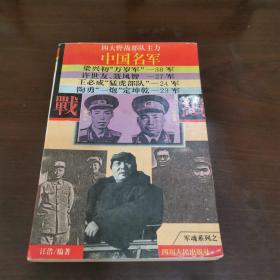 四大野战部队主力
中国名军
梁兴初“万岁军”—38军
许世友、聂凤智—27军
王必成“猛虎部队”—24军
陶勇“一炮”定坤乾—23军
戰
军魂系列之
汪浩/编著
四川人民出版社